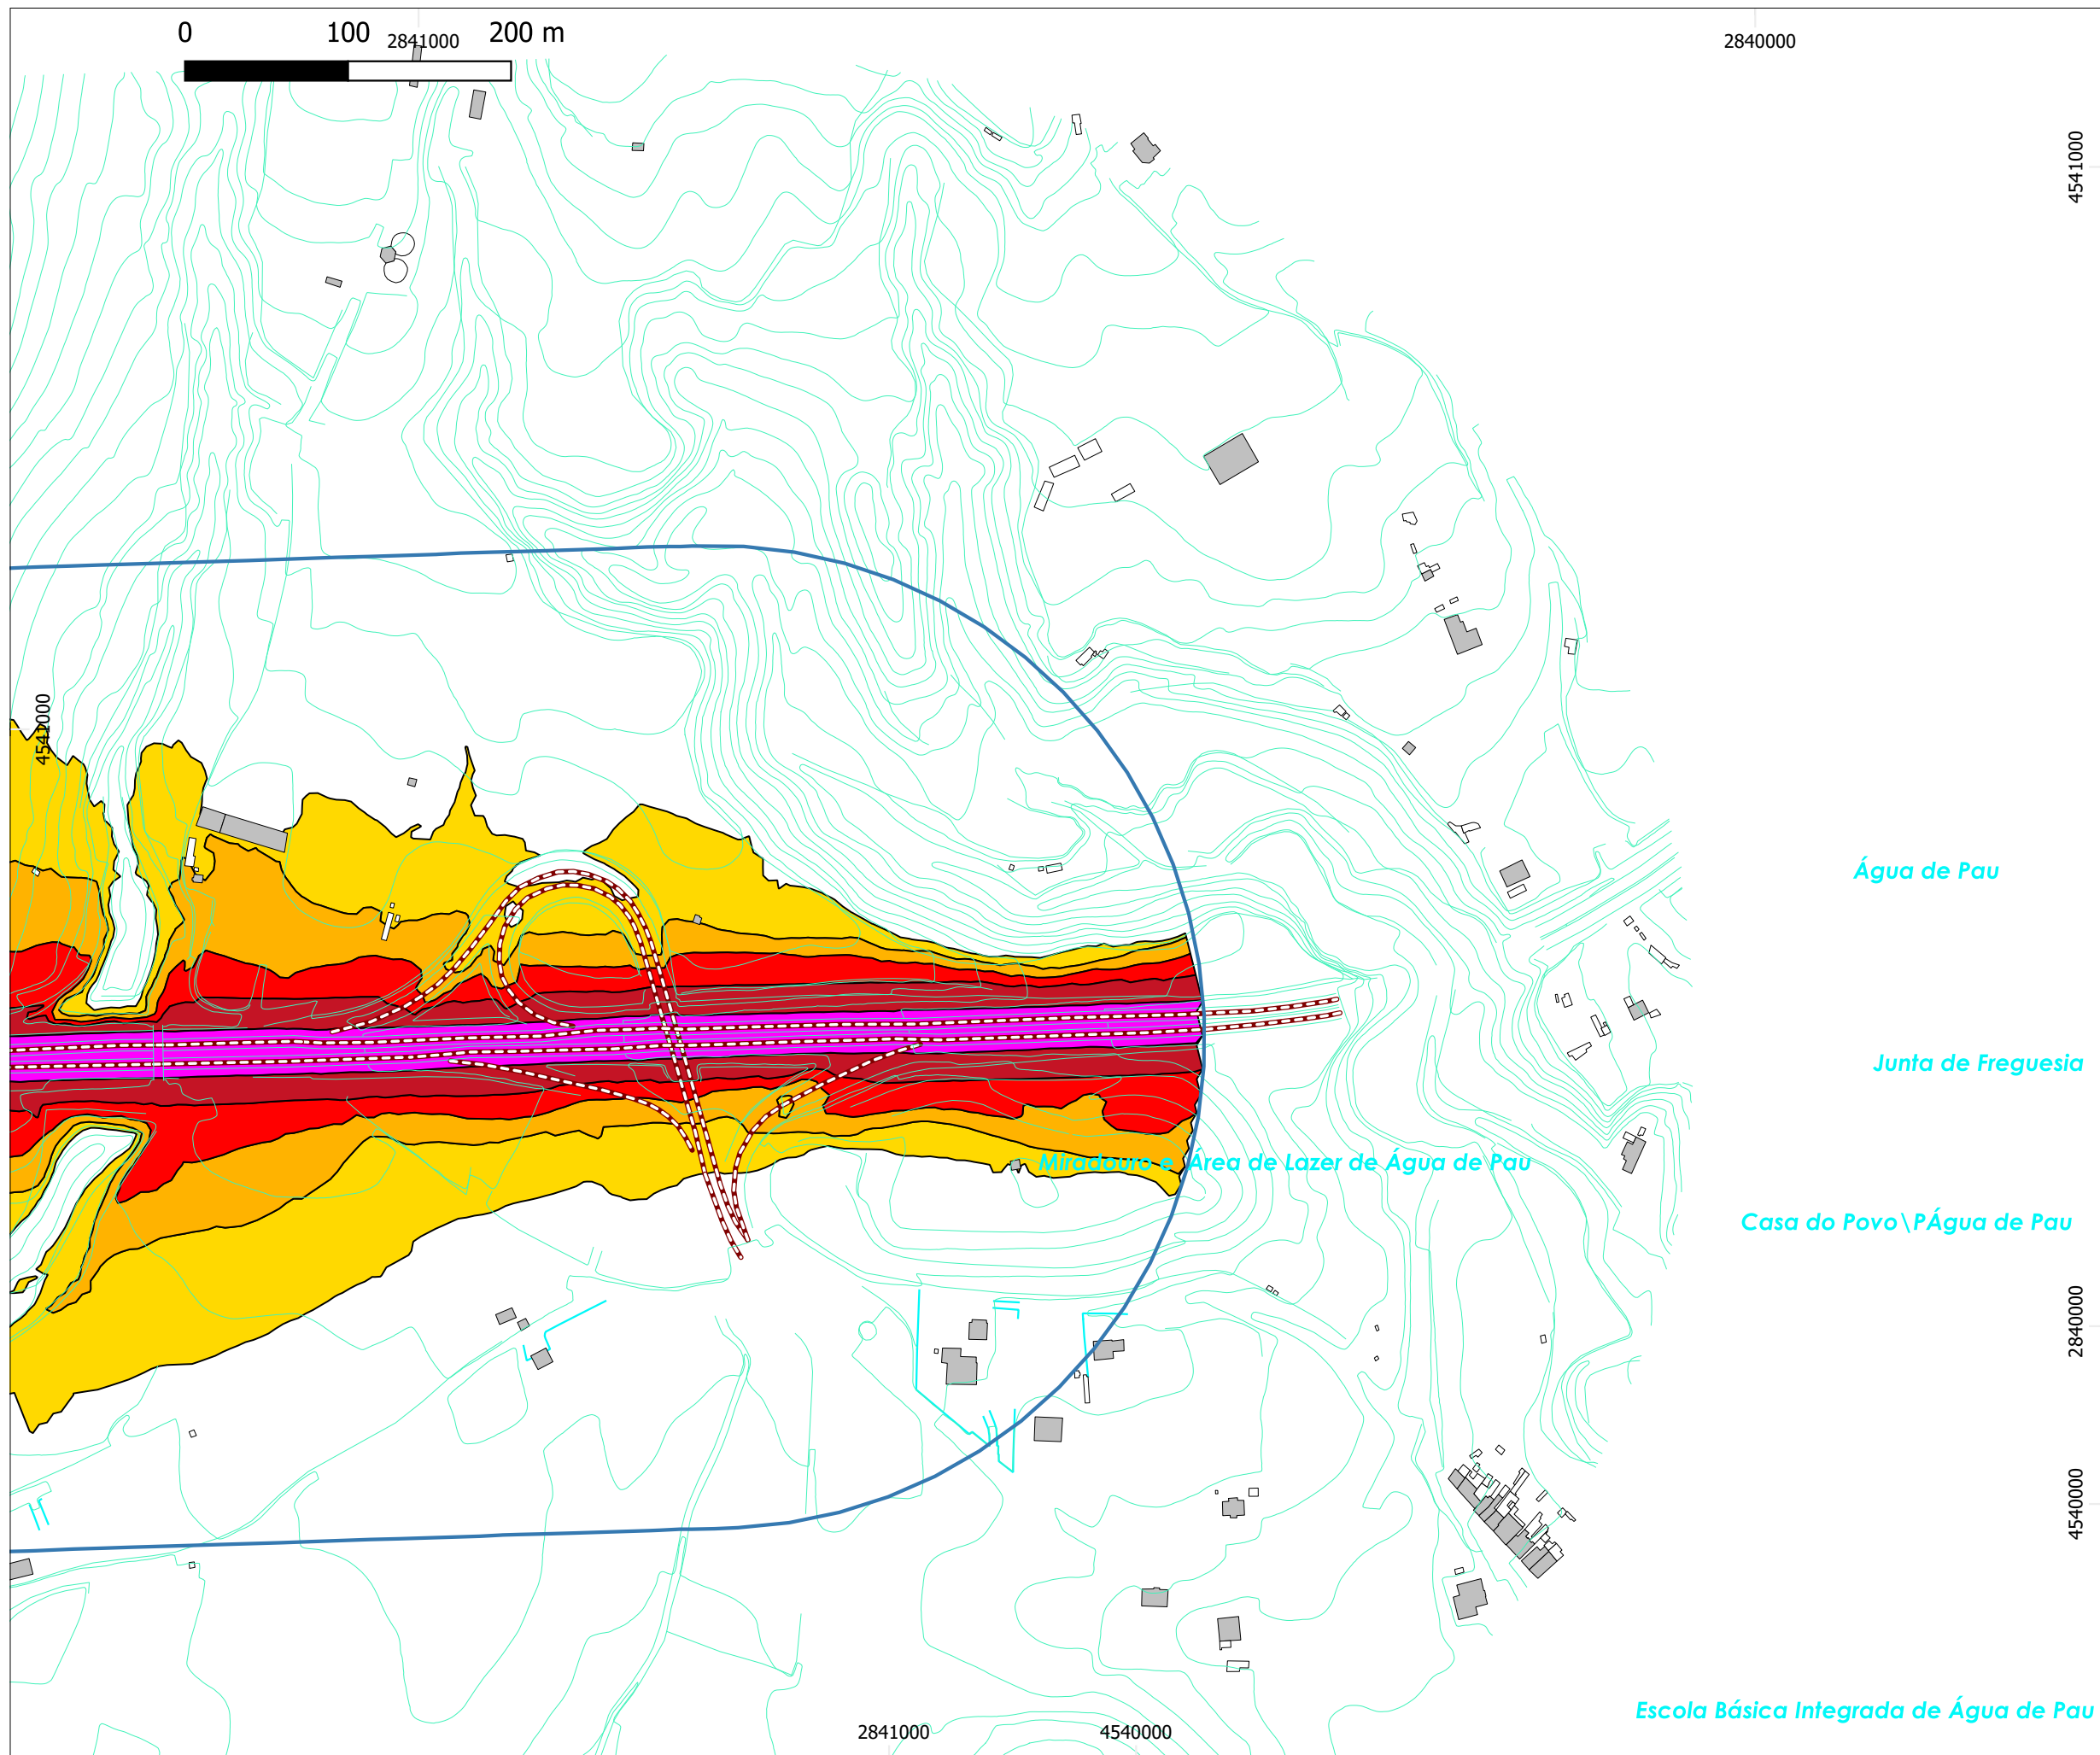 0 100 200 m
2841000 2840000
4541000
4541000
Água de Pau
Junta de Freguesia
Miradouro e Área de Lazer de Água de Pau
Casa do Povo\PÁgua de Pau
2840000
4540000
Escola Básica Integrada de Água de Pau
2841000 4540000